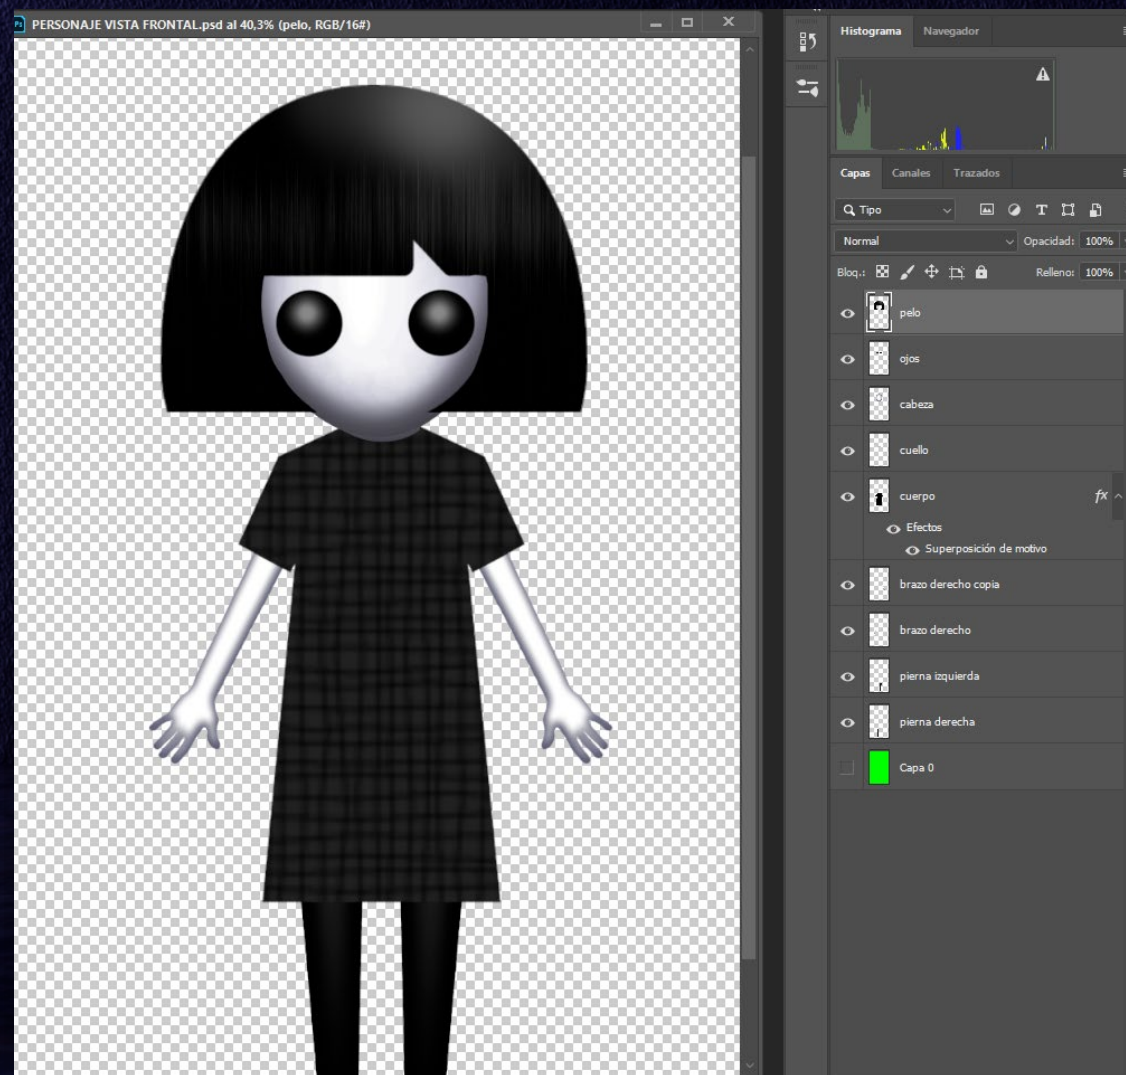 Ps PERSONAJE VISTA FRONTAL.psd al 40,3% (pelo, RGB/16#)
Histograma Navegador
Capas Canales Trazados
Tipo
Normal Opacidad: 100%
Bloq.: Relleno: 100%
pelo
ojos
cabeza
cuello
cuerpo fx
Efectos
Superposición de motivo
brazo derecho copia
brazo derecho
pierna izquierda
pierna derecha
Capa 0